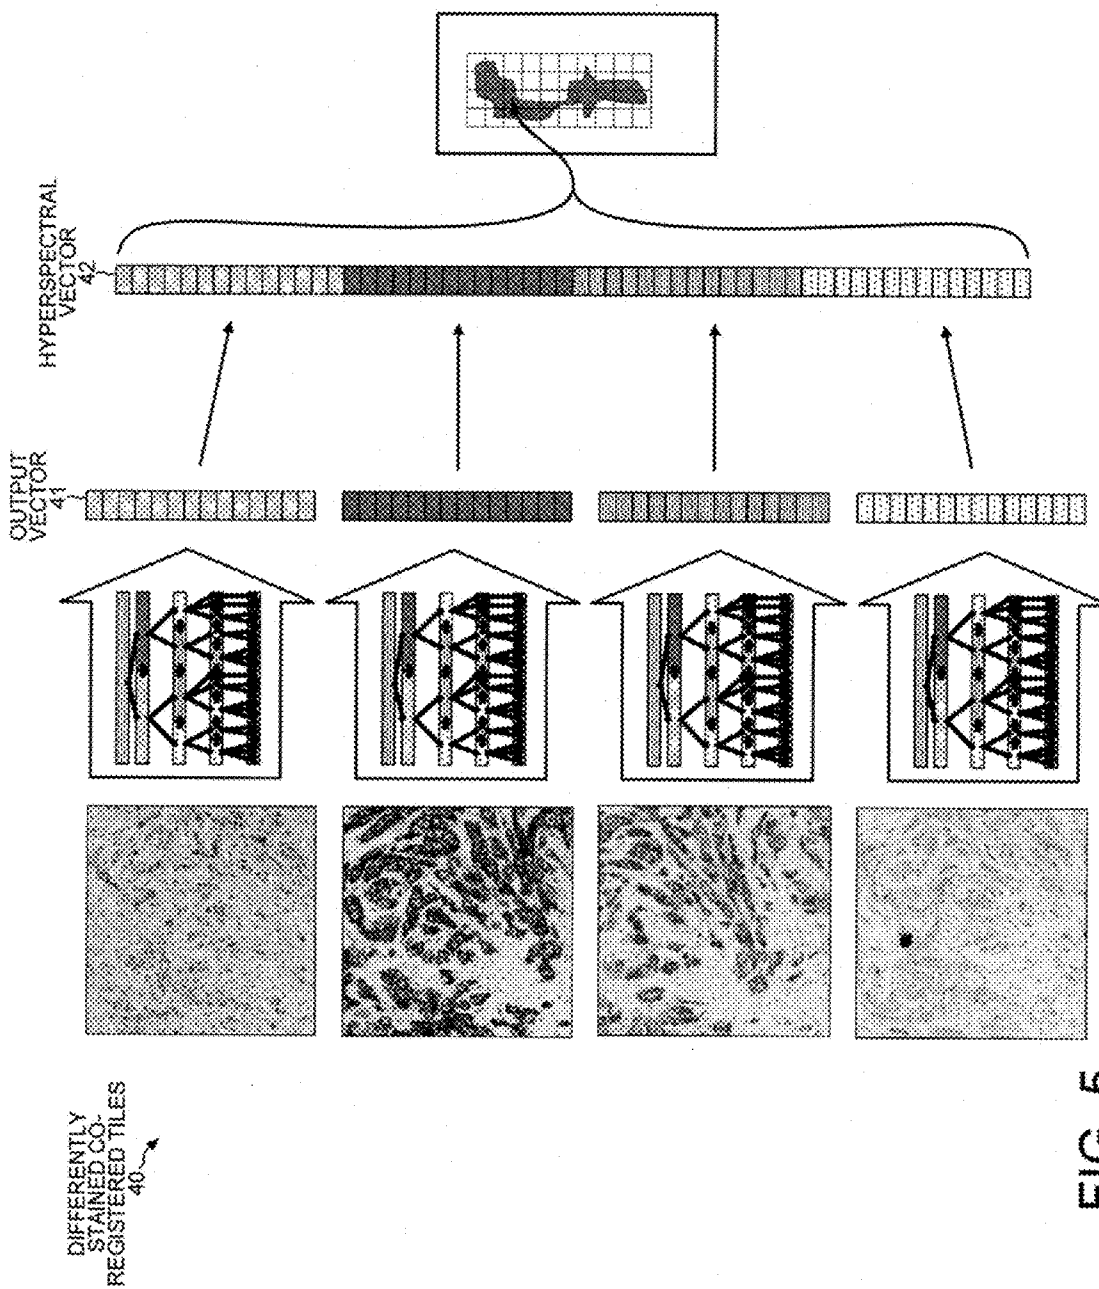 HYPERSPECTRAL
VECTOR
42
OUTPUT
VECTOR
41
DIFFERENTLY
STAINED CO-
REGISTERED TILES
40
FIG. 5